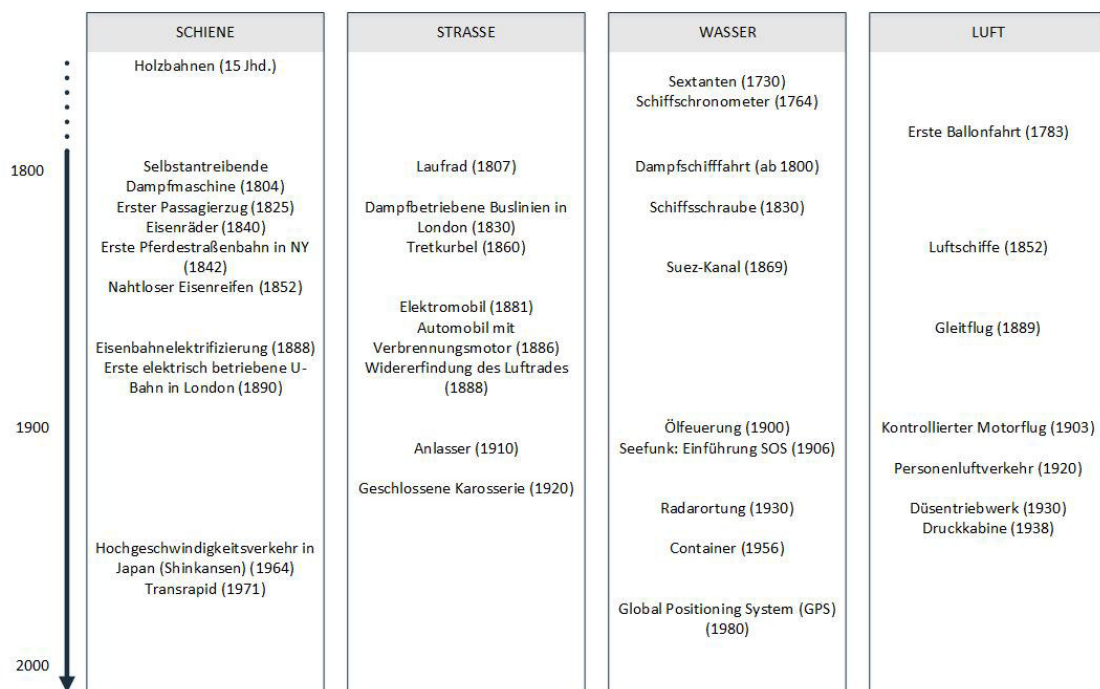 SCHIENE
Holzbahnen (15 Jhd.)
Selbstantreibende
Dampfmaschine (1804)
Erster Passagierzug (1825)
Eisenräder (1840)
Erste Pferdestraßenbahn in NY
(1842)
Nahtloser Eisenreifen (1852)
Eisenbahnelektrifizierung (1888)
Erste elektrisch betriebene U-
Bahn in London (1890)
Hochgeschwindigkeitsverkehr in
Japan (Shinkansen) (1964)
Transrapid (1971)
STRASSE
Laufrad (1807)
Dampfbetriebene Buslinien in
London (1830)
Tretkurbel (1860)
Elektromobil (1881)
Automobil mit
Verbrennungsmotor (1886)
Widererfindung des Luftrades
(1888)
Anlasser (1910)
Geschlossene Karosserie (1920)
WASSER
Sextanten (1730)
Schiffschronometer (1764)
Dampfschifffahrt (ab 1800)
Schiffsschraube (1830)
Suez-Kanal (1869)
Ölfeuerung (1900)
Seefunk: Einführung SOS (1906)
Radarortung (1930)
Container (1956)
Global Positioning System (GPS)
(1980)
LUFT
Erste Ballonfahrt (1783)
Luftschiffe (1852)
Gleitflug (1889)
Kontrollierter Motorflug (1903)
Personenluftverkehr (1920)
Düsentriebwerk (1930)
Druckkabine (1938)
1800
1900
2000